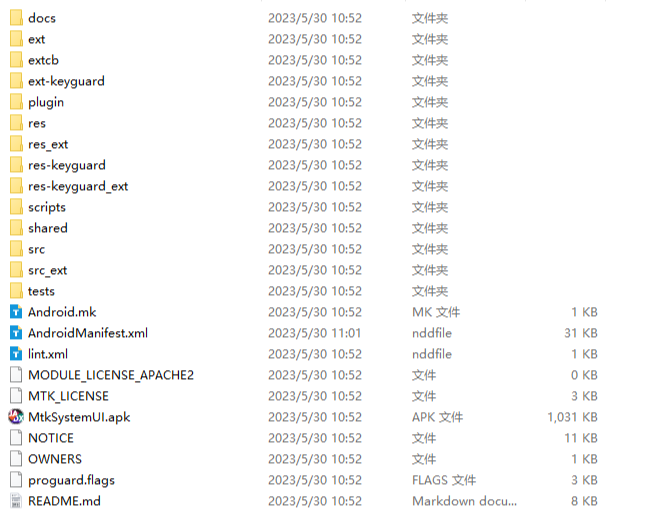 docs 2023/5/30 10:52 文件夹
ext 2023/5/30 10:52 文件夹
extcb 2023/5/30 10:52 文件夹
ext-keyguard 2023/5/30 10:52 文件夹
plugin 2023/5/30 10:52 文件夹
res 2023/5/30 10:52 文件夹
res_ext 2023/5/30 10:52 文件夹
res-keyguard 2023/5/30 10:52 文件夹
res-keyguard_ext 2023/5/30 10:52 文件夹
scripts 2023/5/30 10:52 文件夹
shared 2023/5/30 10:52 文件夹
src 2023/5/30 10:52 文件夹
src_ext 2023/5/30 10:52 文件夹
tests 2023/5/30 10:52 文件夹
Android.mk 2023/5/30 10:52 MK 文件 1 KB
AndroidManifest.xml 2023/5/30 11:01 nddfile 31 KB
lint.xml 2023/5/30 10:52 nddfile 1 KB
MODULE_LICENSE_APACHE2 2023/5/30 10:52 文件 0 KB
MTK_LICENSE 2023/5/30 10:52 文件 3 KB
MtkSystemUI.apk 2023/5/30 10:52 APK 文件 1,031 KB
NOTICE 2023/5/30 10:52 文件 11 KB
OWNERS 2023/5/30 10:52 文件 1 KB
proguard.flags 2023/5/30 10:52 FLAGS 文件 3 KB
README.md 2023/5/30 10:52 Markdown docu... 8 KB